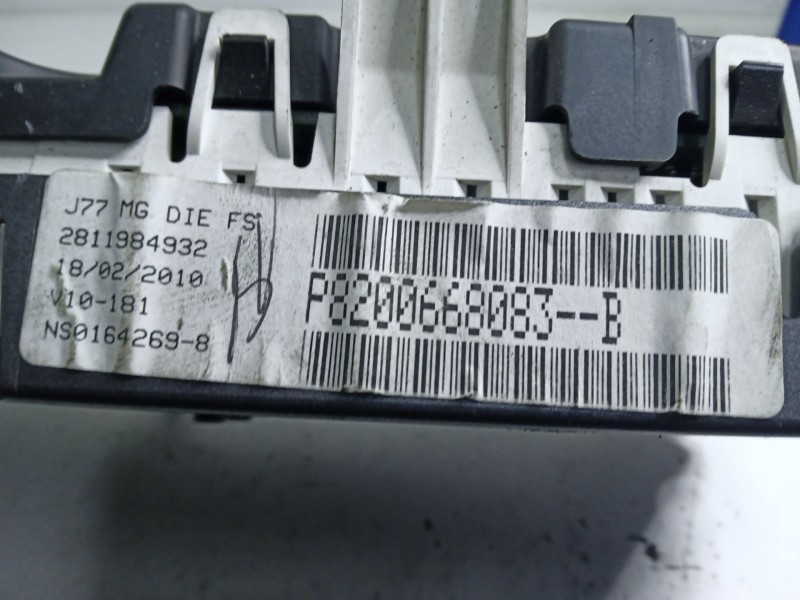 J77 MG DIE FS
2811984932
18/02/2010
V10-181
NS0164269-8
P8200668083--B